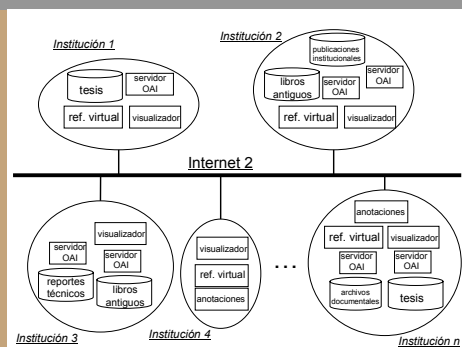 Institución 1
tesis
servidor
OAI
ref. virtual
visualizador
Institución 2
publicaciones
institucionales
libros
antiguos
servidor
OAI
servidor
OAI
ref. virtual
visualizador
Internet 2
visualizador
servidor
OAI
servidor
OAI
reportes
técnicos
libros
antiguos
Institución 3
visualizador
ref. virtual
anotaciones
Institución 4
...
anotaciones
ref. virtual
visualizador
servidor
OAI
servidor
OAI
archivos
documentales
tesis
Institución n